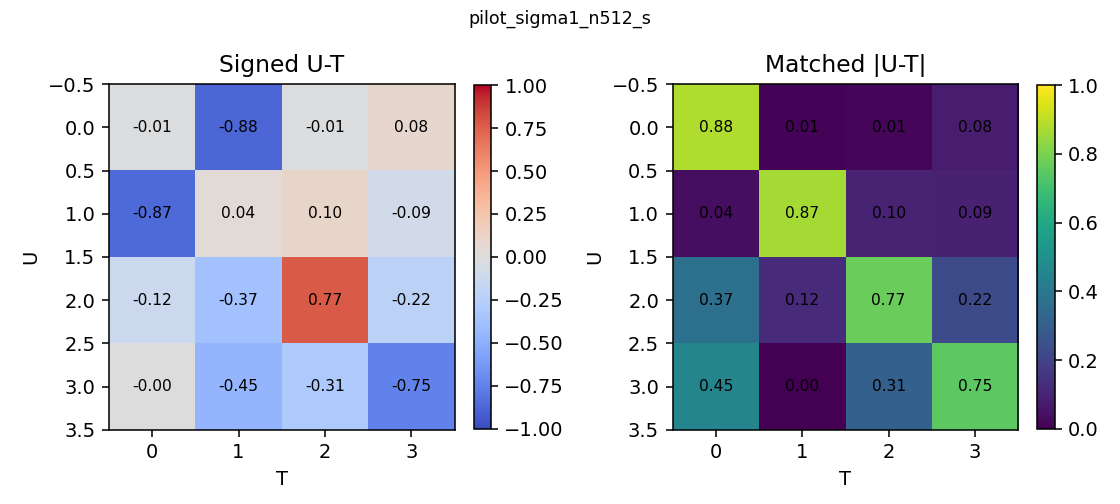 pilot_sigma1_n512_s
Signed U-T
−0.5
0.0
0.5
1.0
1.5
2.0
2.5
3.0
3.5
U
-0.01 -0.88 -0.01 0.08
-0.87 0.04 0.10 -0.09
-0.12 -0.37 0.77 -0.22
-0.00 -0.45 -0.31 -0.75
0 1 2 3
T
1.00
0.75
0.50
0.25
0.00
−0.25
−0.50
−0.75
−1.00
Matched |U-T|
−0.5
0.0
0.5
1.0
1.5
2.0
2.5
3.0
3.5
U
0.88 0.01 0.01 0.08
0.04 0.87 0.10 0.09
0.37 0.12 0.77 0.22
0.45 0.00 0.31 0.75
0 1 2 3
T
1.0
0.8
0.6
0.4
0.2
0.0